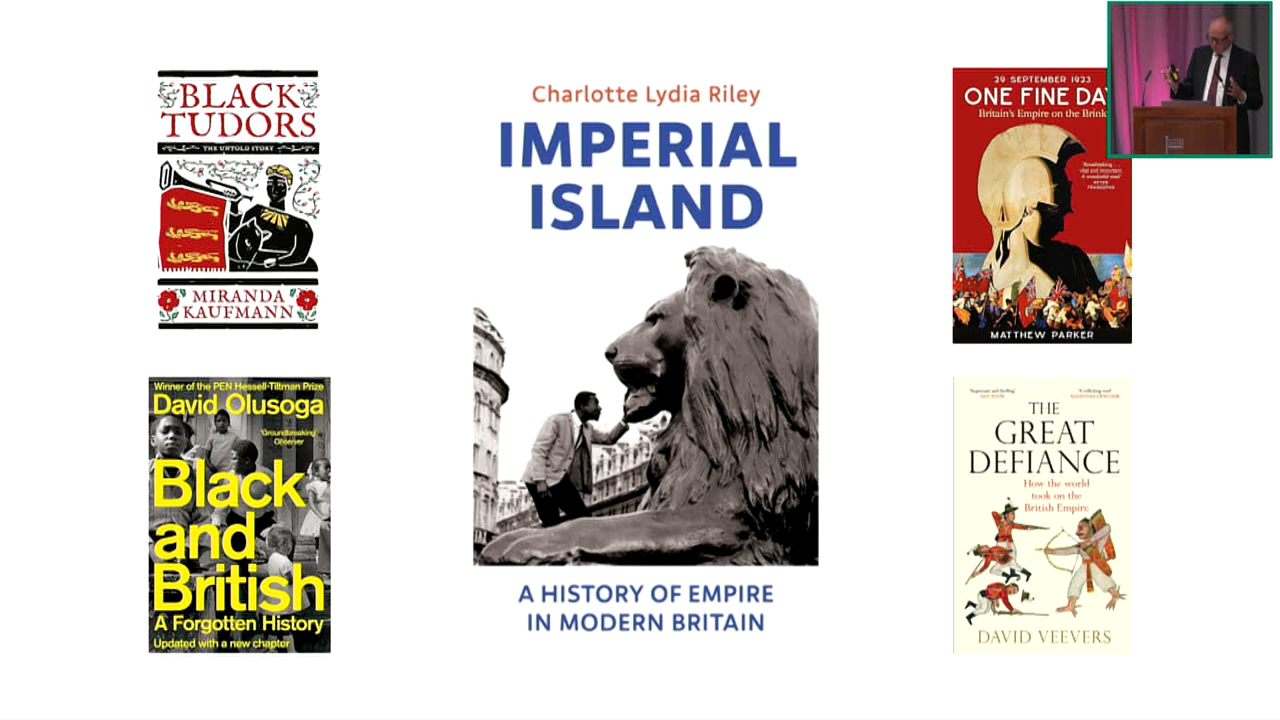 BLACK
TUDORS
THE UNTOLD STORY
MIRANDA
KAUFMANN
Winner of the PEN Hessell-Tiltman Prize
David Olusoga
'Groundbreaking'
Observer
Black
and
British
A Forgotten History
Updated with a new chapter
Charlotte Lydia Riley
IMPERIAL
ISLAND
A HISTORY OF EMPIRE
IN MODERN BRITAIN
29 SEPTEMBER 1923
ONE FINE DA
Britain's Empire on the Brink
MATTHEW PARKER
THE
GREAT
DEFIANCE
How the world
took on the
British Empire
DAVID VEEVERS